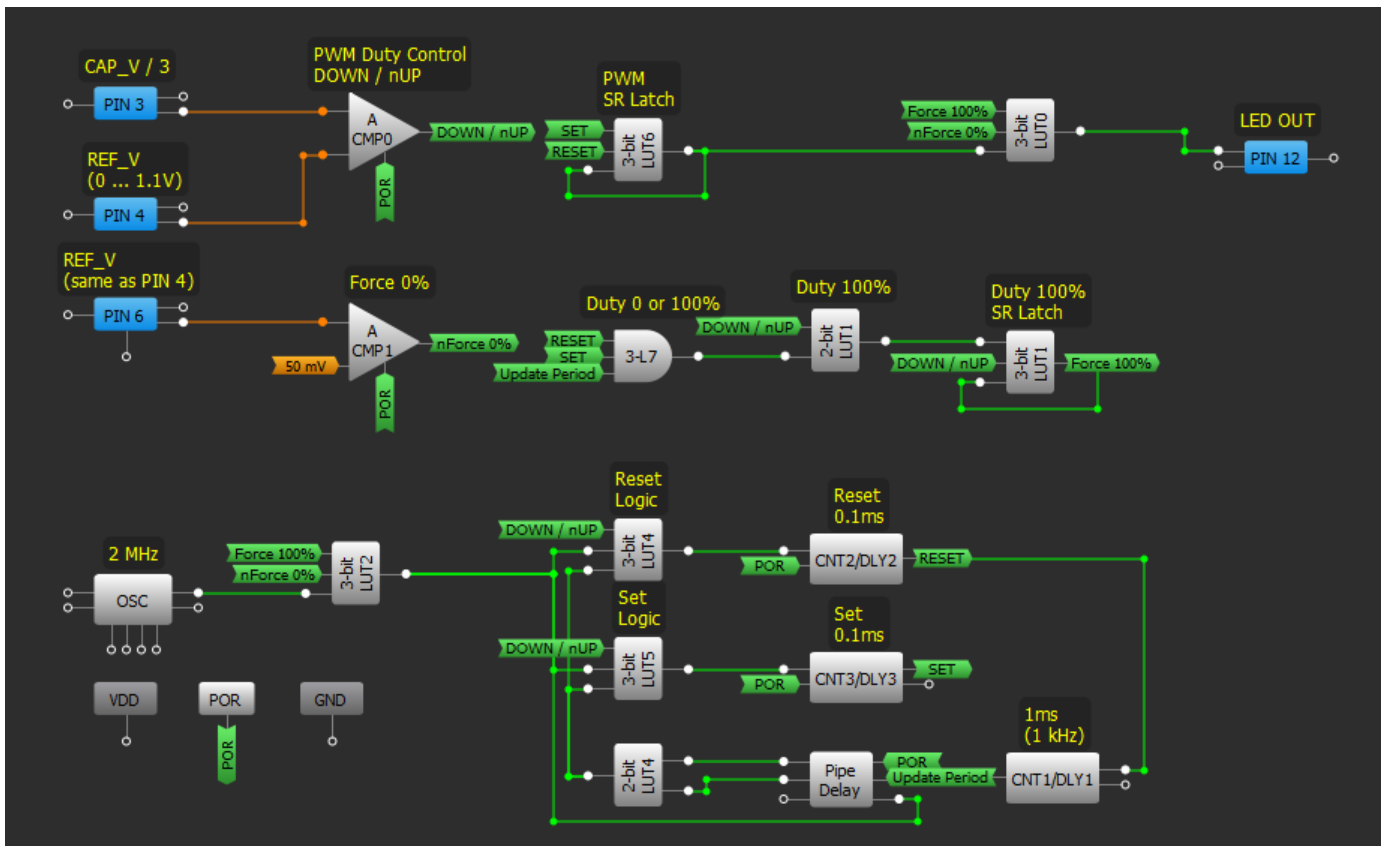 CAP_V / 3
PIN 3
REF_V
(0 ... 1.1V)
PIN 4
PWM Duty Control
DOWN / nUP
A
CMP0
POR
DOWN / nUP
PWM
SR Latch
SET
RESET
3-bit
LUT6
Force 100%
nForce 0%
3-bit
LUT0
LED OUT
PIN 12
REF_V
(same as PIN 4)
PIN 6
Force 0%
A
CMP1
50 mV
POR
nForce 0%
Duty 0 or 100%
RESET
SET
Update Period
3-L7
Duty 100%
DOWN / nUP
2-bit
LUT1
Duty 100%
SR Latch
DOWN / nUP
3-bit
LUT1
Force 100%
2 MHz
OSC
Force 100%
nForce 0%
3-bit
LUT2
Reset
Logic
DOWN / nUP
3-bit
LUT4
Reset
0.1ms
POR
CNT2/DLY2
RESET
Set
Logic
DOWN / nUP
3-bit
LUT5
Set
0.1ms
POR
CNT3/DLY3
SET
VDD
POR
POR
GND
2-bit
LUT4
Pipe
Delay
POR
Update Period
1ms
(1 kHz)
CNT1/DLY1